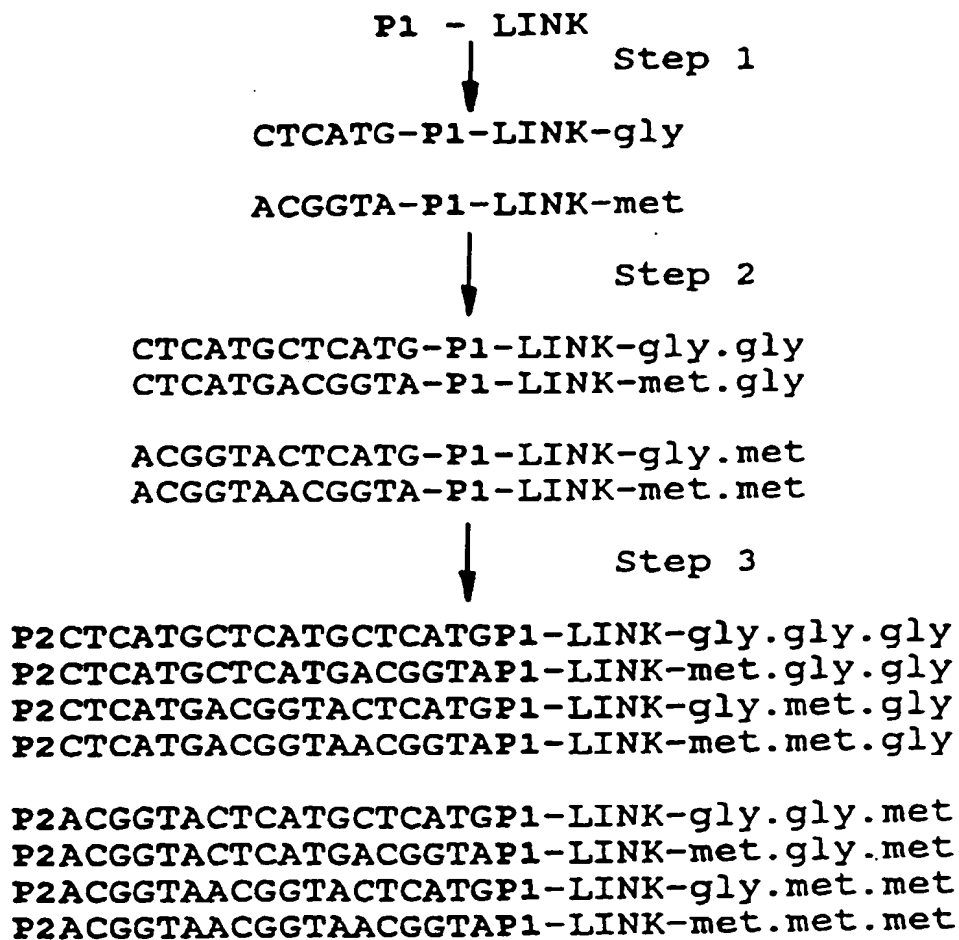 P1 - LINK
Step 1
CTCATG-P1-LINK-gly
ACGGTA-P1-LINK-met
Step 2
CTCATGCTCATG-P1-LINK-gly.gly
CTCATGACGGTA-P1-LINK-met.gly
ACGGTACTCATG-P1-LINK-gly.met
ACGGTAACGGTA-P1-LINK-met.met
Step 3
P2CTCATGCTCATGCTCATGP1-LINK-gly.gly.gly
P2CTCATGCTCATGACGGTAP1-LINK-met.gly.gly
P2CTCATGACGGTACTCATGP1-LINK-gly.met.gly
P2CTCATGACGGTAACGGTAP1-LINK-met.met.gly
P2ACGGTACTCATGCTCATGP1-LINK-gly.gly.met
P2ACGGTACTCATGACGGTAP1-LINK-met.gly.met
P2ACGGTAACGGTACTCATGP1-LINK-gly.met.met
P2ACGGTAACGGTAACGGTAP1-LINK-met.met.met